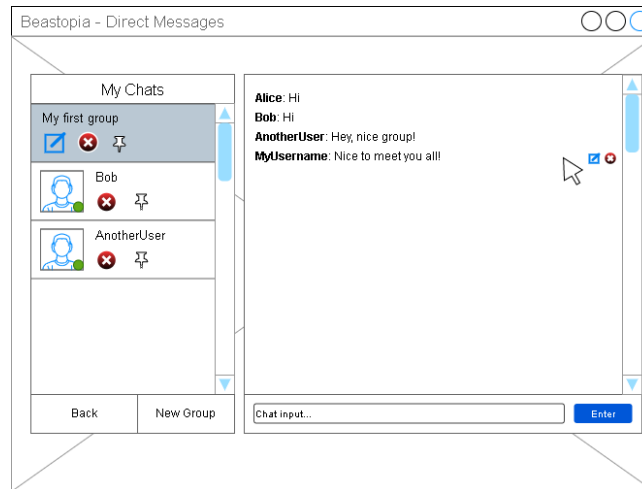 Beastopia - Direct Messages
My Chats
My first group
Bob
AnotherUser
Back
New Group
Alice: Hi
Bob: Hi
AnotherUser: Hey, nice group!
MyUsername: Nice to meet you all!
Chat input...
Enter